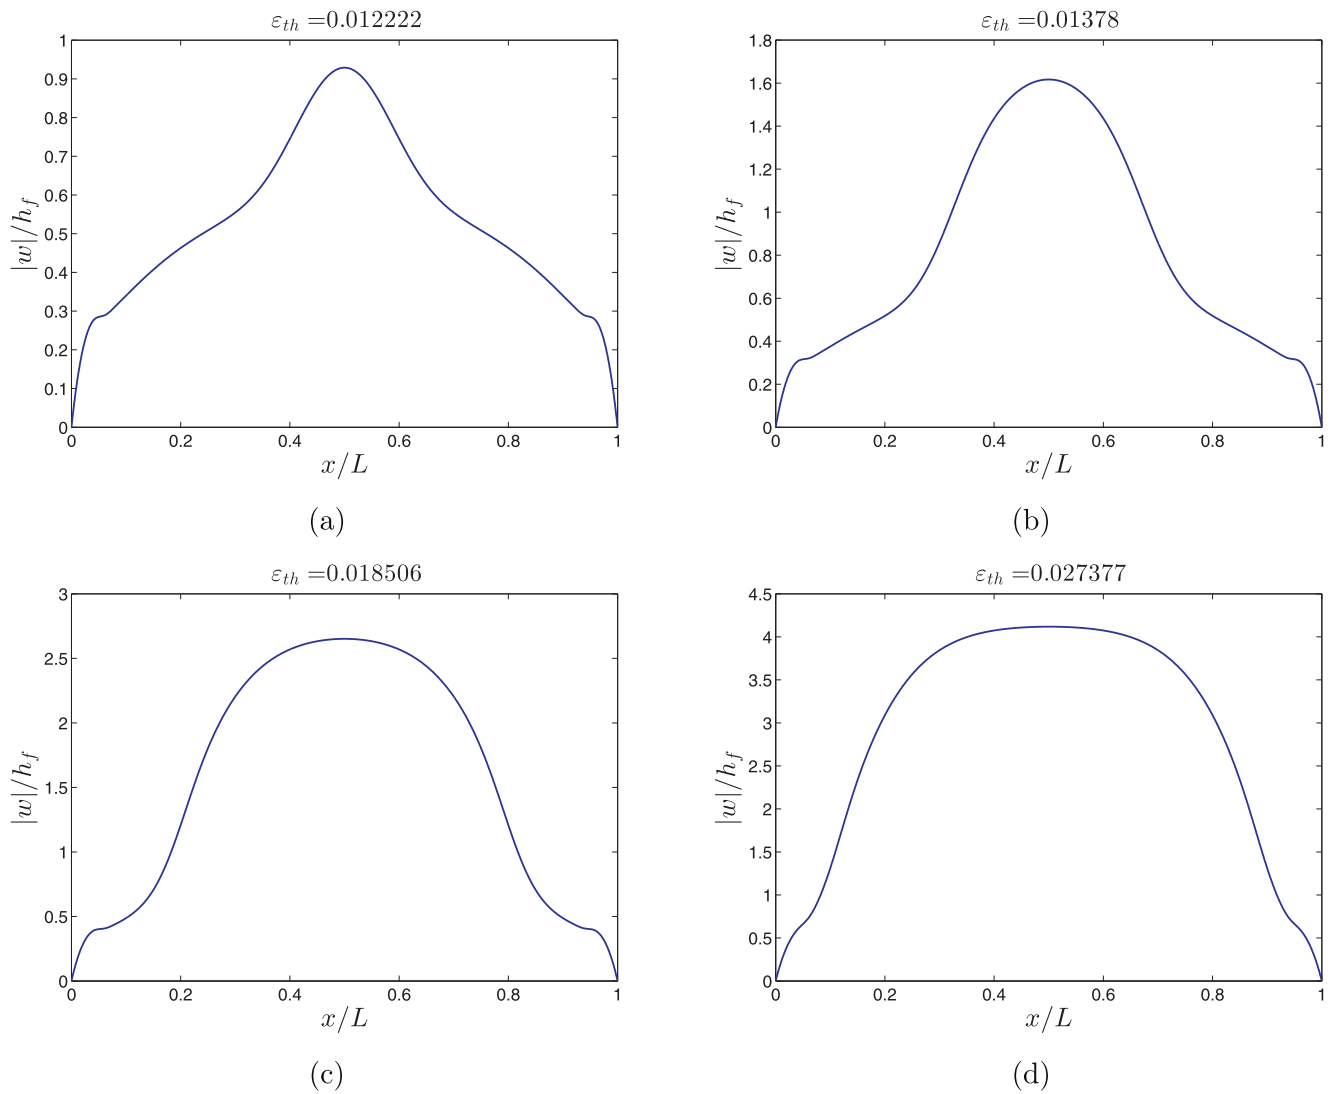 ε_th =0.012222
1
0.9
0.8
0.7
0.6
0.5
0.4
0.3
0.2
0.1
0
|w|/h_f
0 0.2 0.4 0.6 0.8 1
x/L
(a)
ε_th =0.01378
1.8
1.6
1.4
1.2
1
0.8
0.6
0.4
0.2
0
|w|/h_f
0 0.2 0.4 0.6 0.8 1
x/L
(b)
ε_th =0.018506
3
2.5
2
1.5
1
0.5
0
|w|/h_f
0 0.2 0.4 0.6 0.8 1
x/L
(c)
ε_th =0.027377
4.5
4
3.5
3
2.5
2
1.5
1
0.5
0
|w|/h_f
0 0.2 0.4 0.6 0.8 1
x/L
(d)